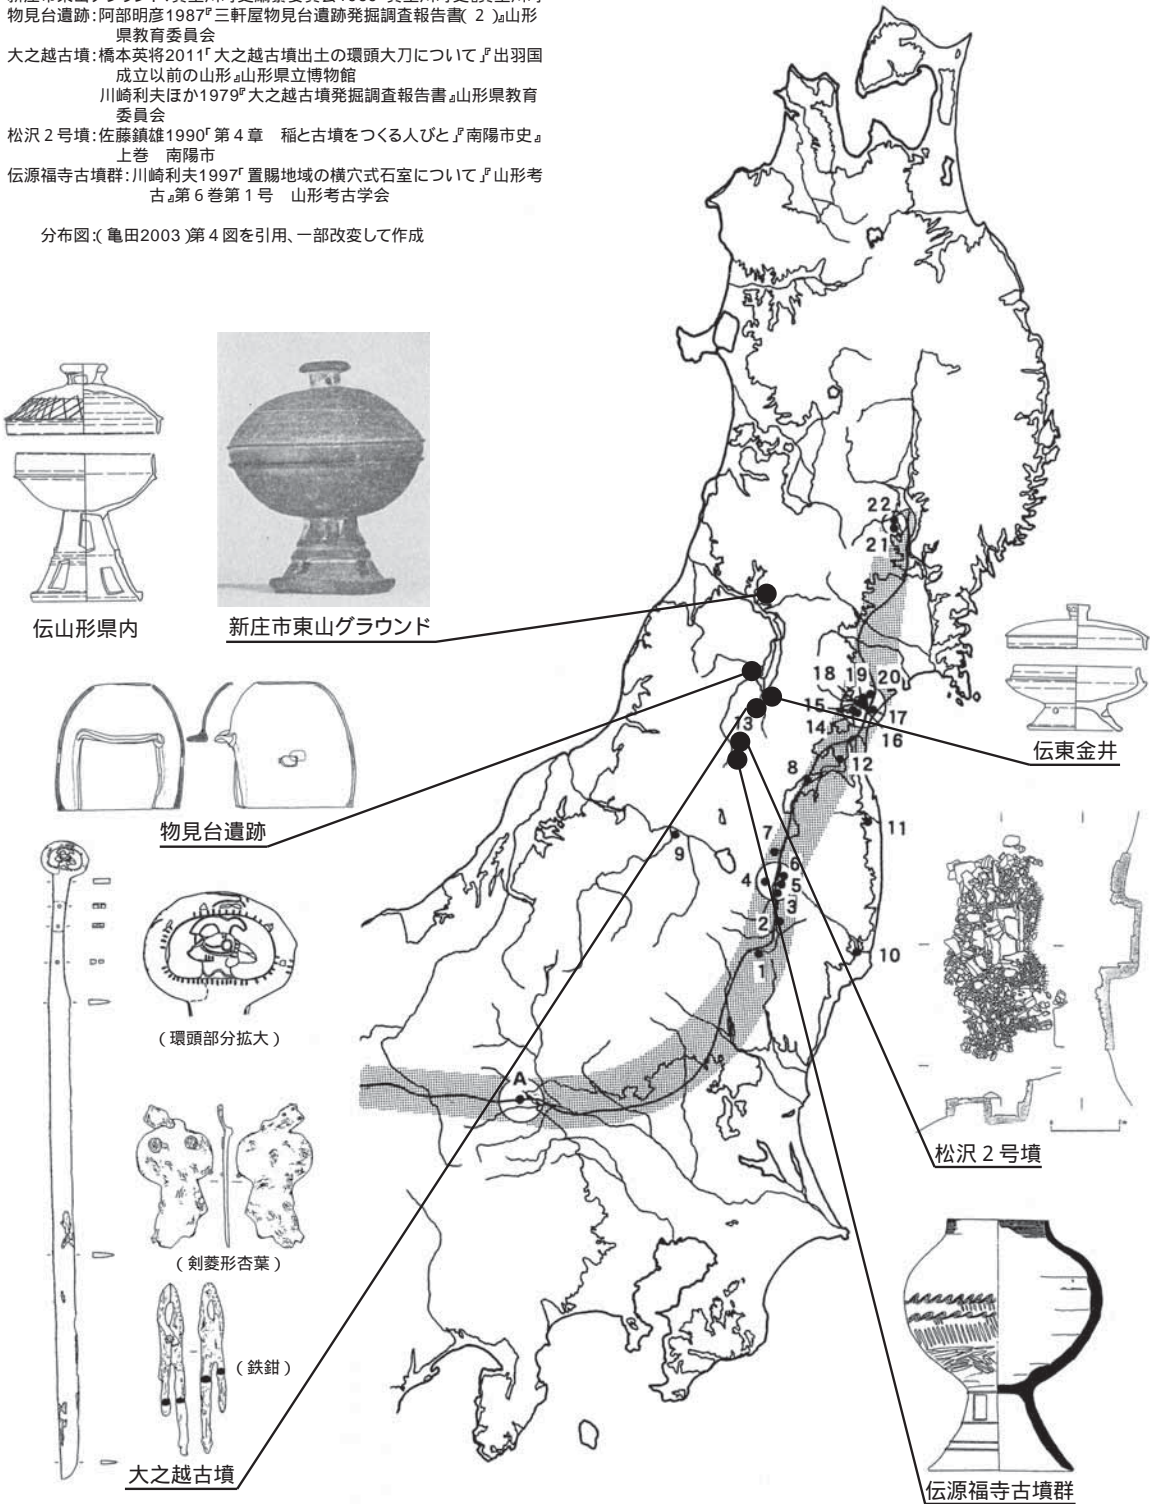 物見台遺跡:阿部明彦1987『三軒屋物見台遺跡発掘調査報告書(2)』山形
県教育委員会
大之越古墳:橋本英将2011「大之越古墳出土の環頭大刀について」『出羽国
成立以前の山形』山形県立博物館
川崎利夫ほか1979『大之越古墳発掘調査報告書』山形県教育
委員会
松沢2号墳:佐藤鎮雄1990「第4章 稲と古墳をつくる人びと」『南陽市史』
上巻 南陽市
伝源福寺古墳群:川崎利夫1997「置賜地域の横穴式石室について」『山形考
古』第6巻第1号 山形考古学会
分布図:(亀田2003)第4図を引用、一部改変して作成
伝山形県内
新庄市東山グラウンド
物見台遺跡
(環頭部分拡大)
(剣菱形杏葉)
(鉄鉗)
大之越古墳
22
21
18
19
20
15
17
14
16
13
12
8
11
7
9
6
4
5
3
2
10
1
A
伝東金井
松沢2号墳
伝源福寺古墳群